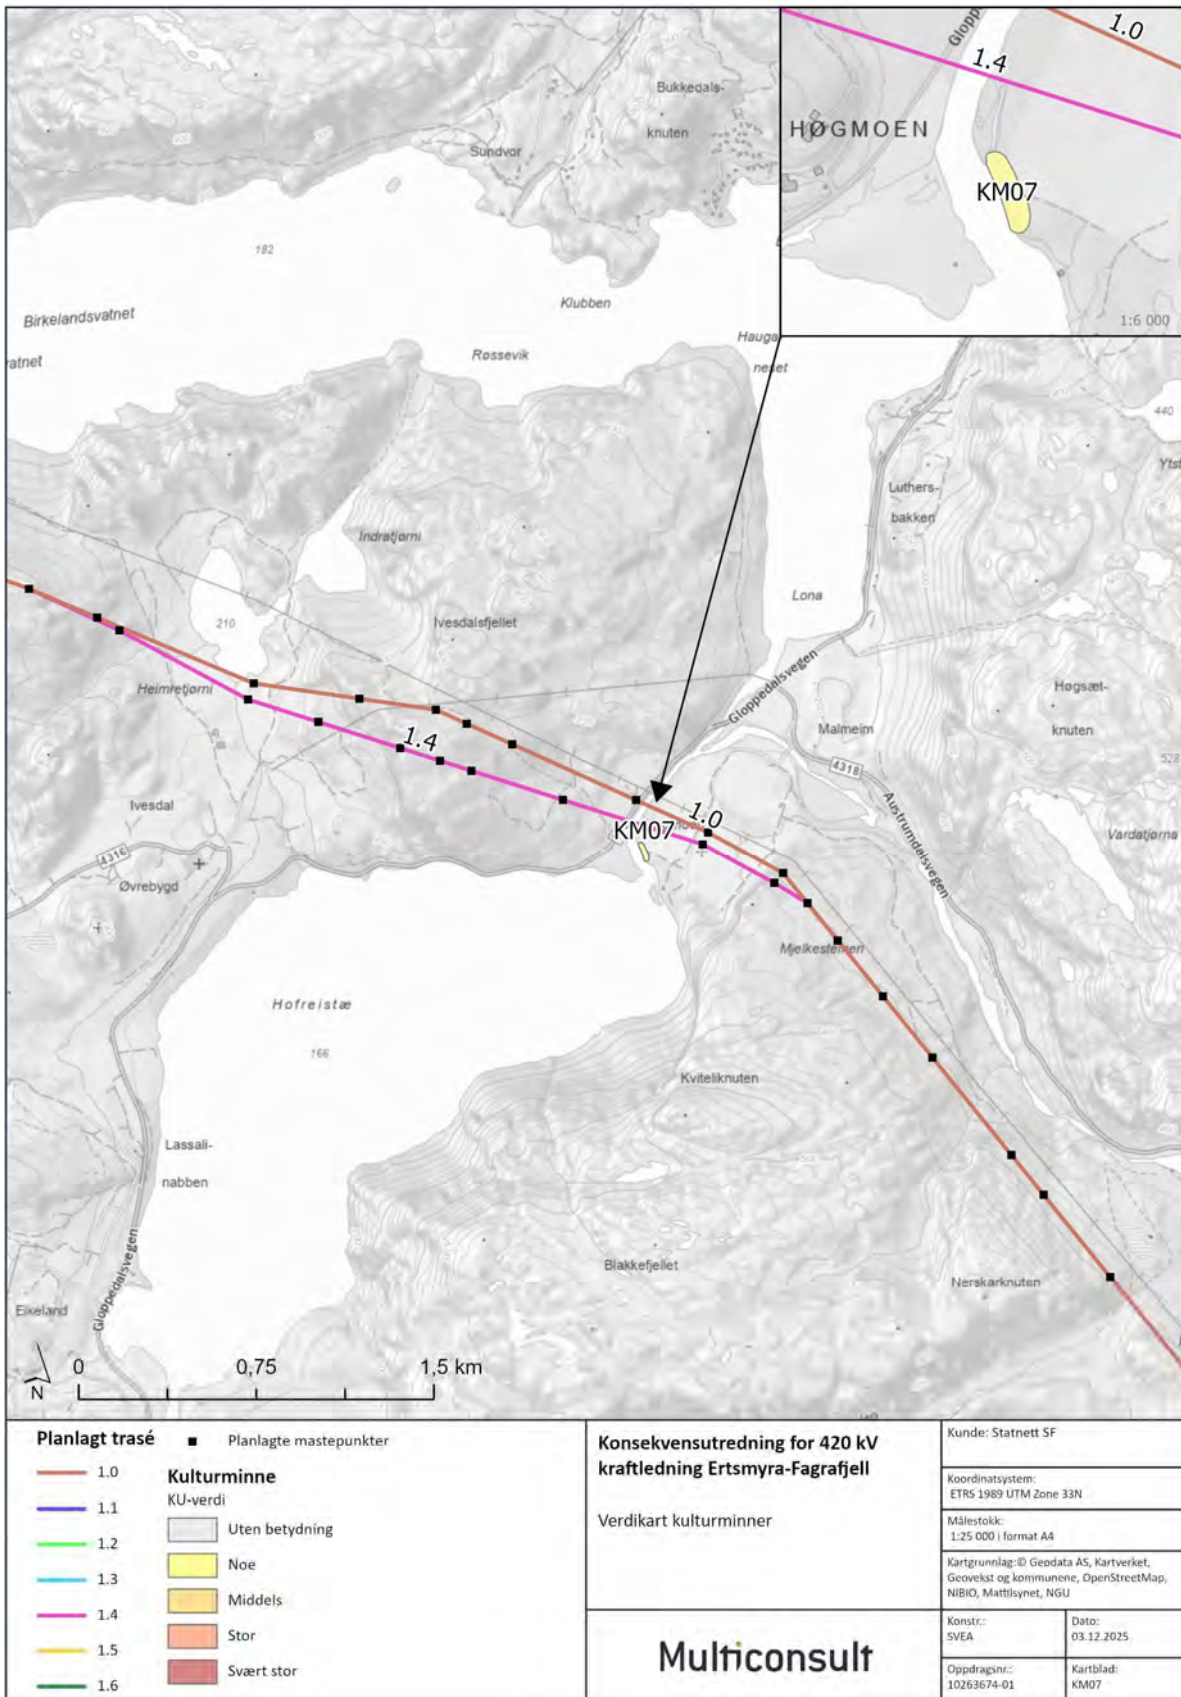 Glopp
1.0
1.4
HØGMOEN
KM07
1:6 000
Bukkedals-
knuten
Sundvor
182
Klubben
Birkelandsvatnet
vatnet
Røssevik
Hauga
neset
440
Ytst
Luthers-
bakken
Indratjørni
Lona
210
Ivesdalsfjellet
Gloppedalsvegen
Heimretjørni
Høgsæt-
knuten
Malmeim
1.4
4318
528
Ivesdal
1.0
KM07
Austrumdalsvegen
Vardatjørna
4316
Øvrebygd
Mjelkesteinen
Hofreistæ
166
Kviteliknuten
Lassali-
nabben
Blakkefjellet
Nerskarknuten
Gloppedalsvegen
Eikeland
N
0 0,75 1,5 km
Planlagt trasé
1.0
1.1
1.2
1.3
1.4
1.5
1.6
Planlagte mastepunkter
Kulturminne
KU-verdi
Uten betydning
Noe
Middels
Stor
Svært stor
Konsekvensutredning for 420 kV
kraftledning Ertsmyra-Fagrafjell
Verdikart kulturminner
Multiconsult
Kunde: Statnett SF
Koordinatsystem:
ETRS 1989 UTM Zone 33N
Målestokk:
1:25 000 i format A4
Kartgrunnlag:© Geodata AS, Kartverket,
Geovekst og kommunene, OpenStreetMap,
NIBIO, Mattilsynet, NGU
Konstr.:
SVEA
Dato:
03.12.2025
Oppdragsnr.:
10263674-01
Kartblad:
KM07